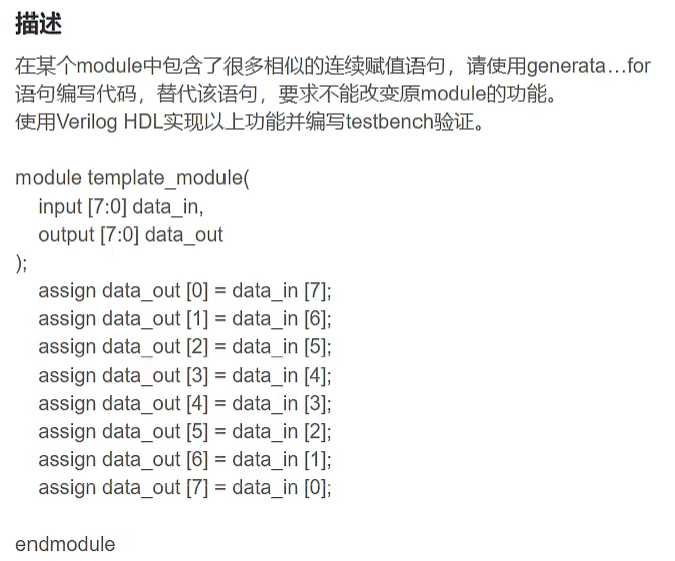 描述
在某个module中包含了很多相似的连续赋值语句，请使用generata…for
语句编写代码，替代该语句，要求不能改变原module的功能。
使用Verilog HDL实现以上功能并编写testbench验证。
module template_module(
input [7:0] data_in,
output [7:0] data_out
);
assign data_out [0] = data_in [7];
assign data_out [1] = data_in [6];
assign data_out [2] = data_in [5];
assign data_out [3] = data_in [4];
assign data_out [4] = data_in [3];
assign data_out [5] = data_in [2];
assign data_out [6] = data_in [1];
assign data_out [7] = data_in [0];
endmodule